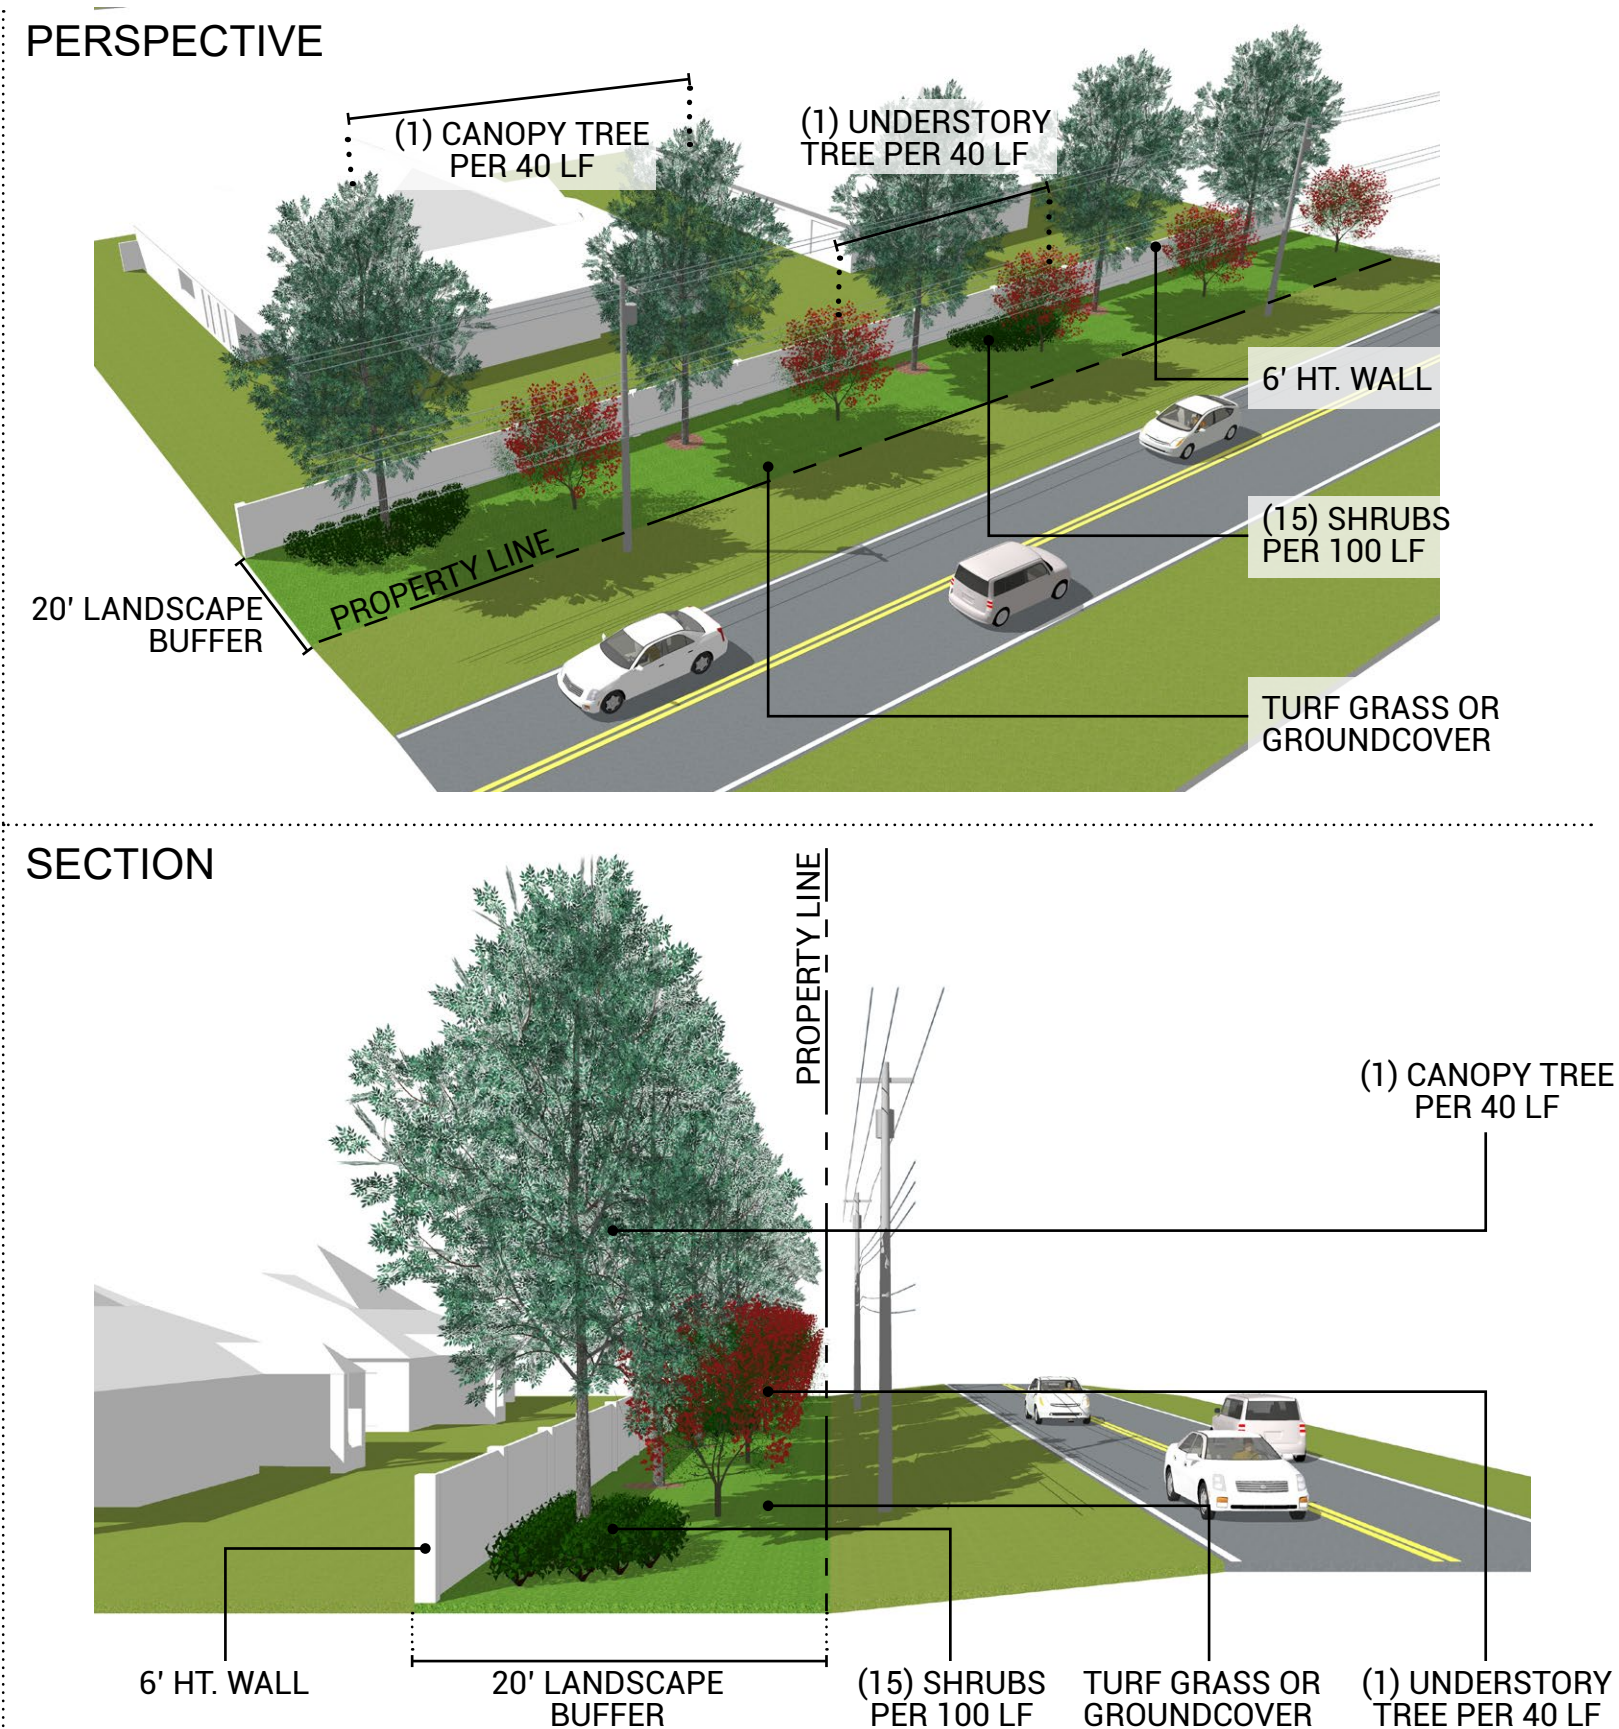 PERSPECTIVE
(1) CANOPY TREE
PER 40 LF
(1) UNDERSTORY
TREE PER 40 LF
6' HT. WALL
(15) SHRUBS
PER 100 LF
PROPERTY LINE
20' LANDSCAPE
BUFFER
TURF GRASS OR
GROUNDCOVER
SECTION
PROPERTY LINE
(1) CANOPY TREE
PER 40 LF
6' HT. WALL
20' LANDSCAPE
BUFFER
(15) SHRUBS
PER 100 LF
TURF GRASS OR
GROUNDCOVER
(1) UNDERSTORY
TREE PER 40 LF